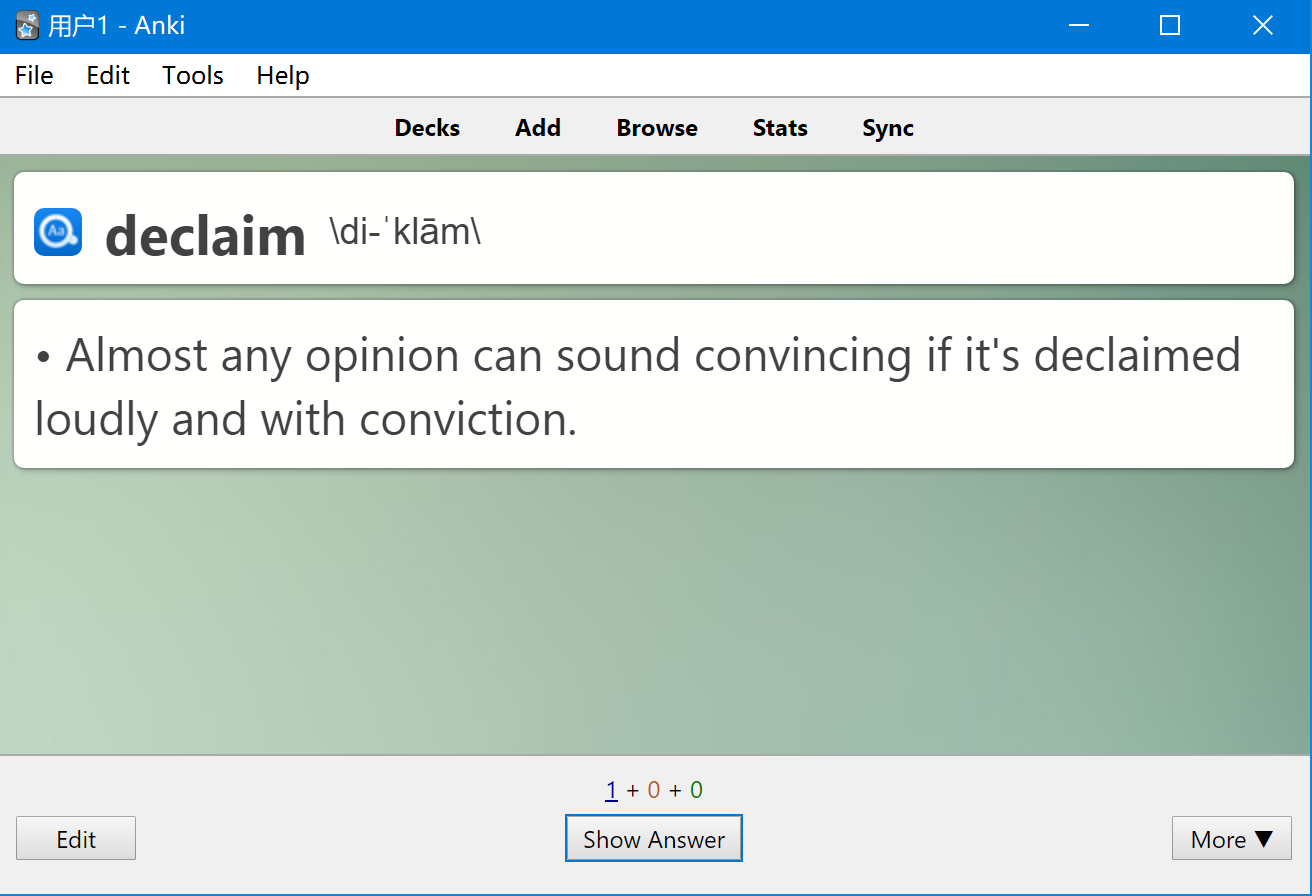 用户1 - Anki
File Edit Tools Help
Decks Add Browse Stats Sync
Aa declaim \di-ˈklām\
• Almost any opinion can sound convincing if it's declaimed
loudly and with conviction.
1 + 0 + 0
Edit Show Answer More ▼